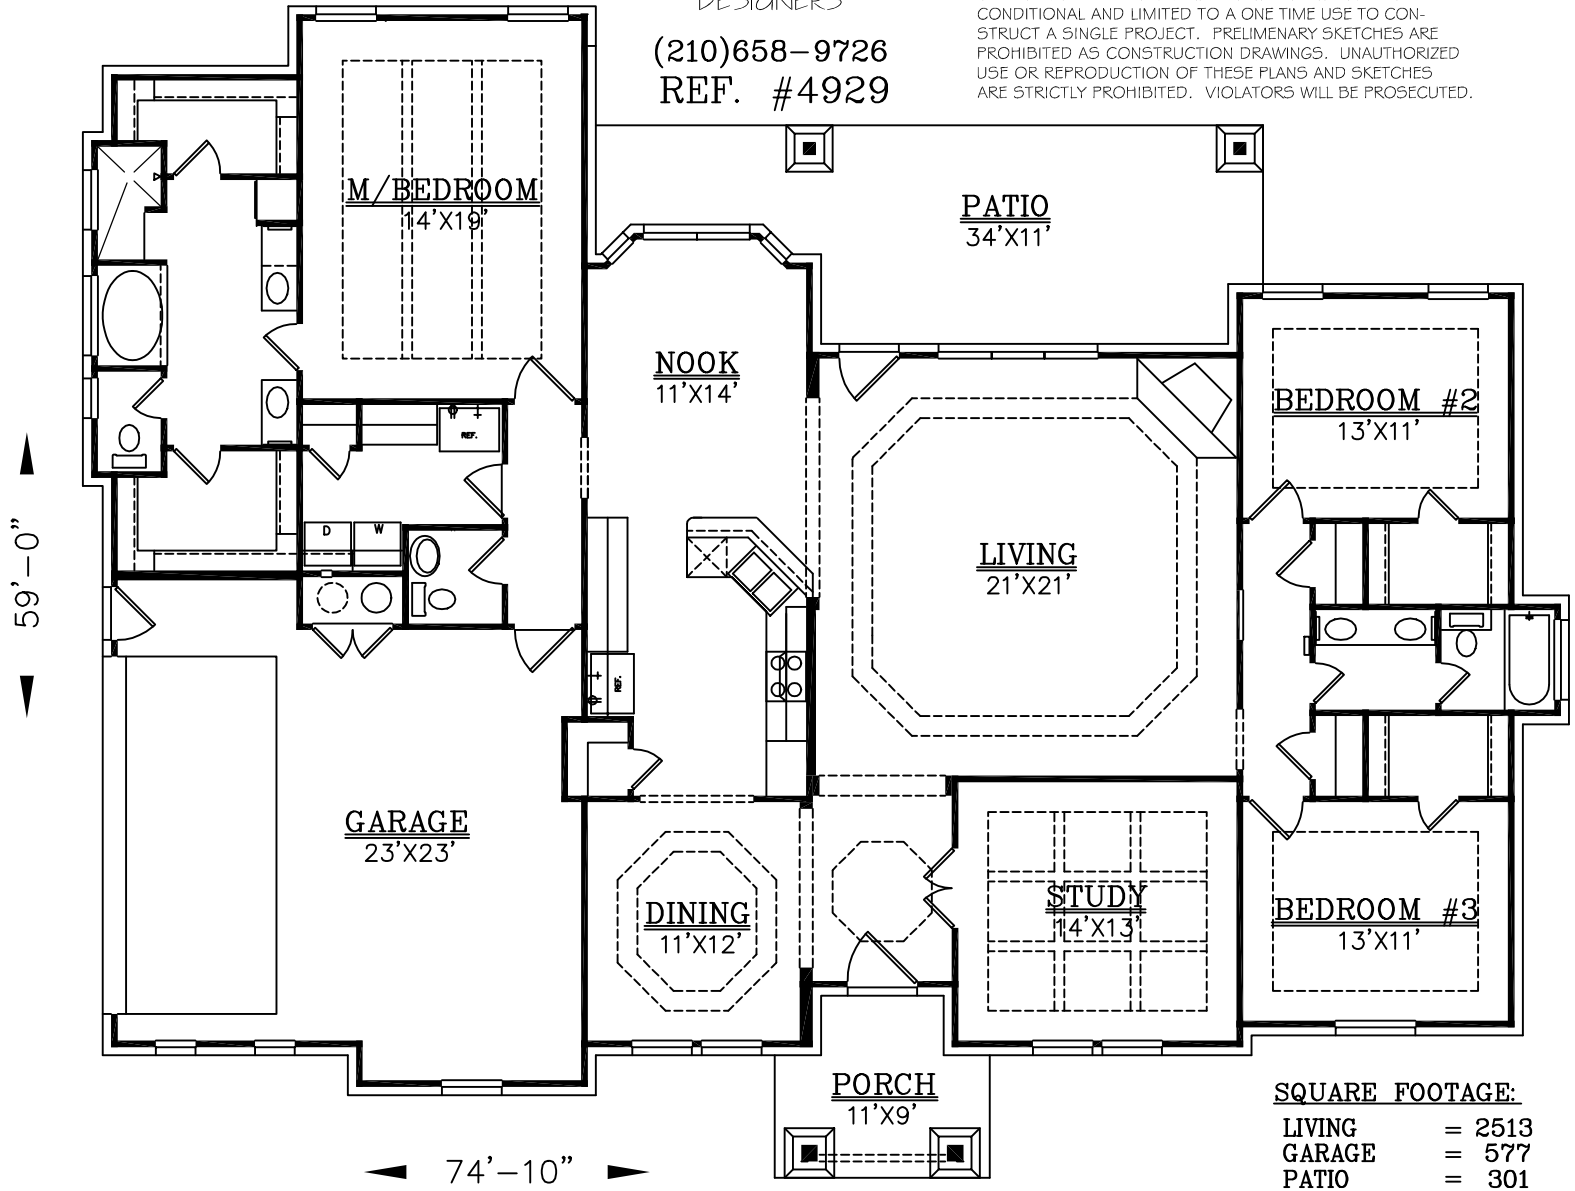 DESIGNERS
(210)658-9726
REF. #4929
CONDITIONAL AND LIMITED TO A ONE TIME USE TO CON-
STRUCT A SINGLE PROJECT. PRELIMENARY SKETCHES ARE
PROHIBITED AS CONSTRUCTION DRAWINGS. UNAUTHORIZED
USE OR REPRODUCTION OF THESE PLANS AND SKETCHES
ARE STRICTLY PROHIBITED. VIOLATORS WILL BE PROSECUTED.
M/BEDROOM
14'X19'
PATIO
34'X11'
NOOK
11'X14'
BEDROOM #2
13'X11'
REF.
D
W
59'-0"
LIVING
21'X21'
REF.
GARAGE
23'X23'
DINING
11'X12'
STUDY
14'X13'
BEDROOM #3
13'X11'
PORCH
11'X9'
74'-10"
SQUARE FOOTAGE:
LIVING = 2513
GARAGE = 577
PATIO = 301